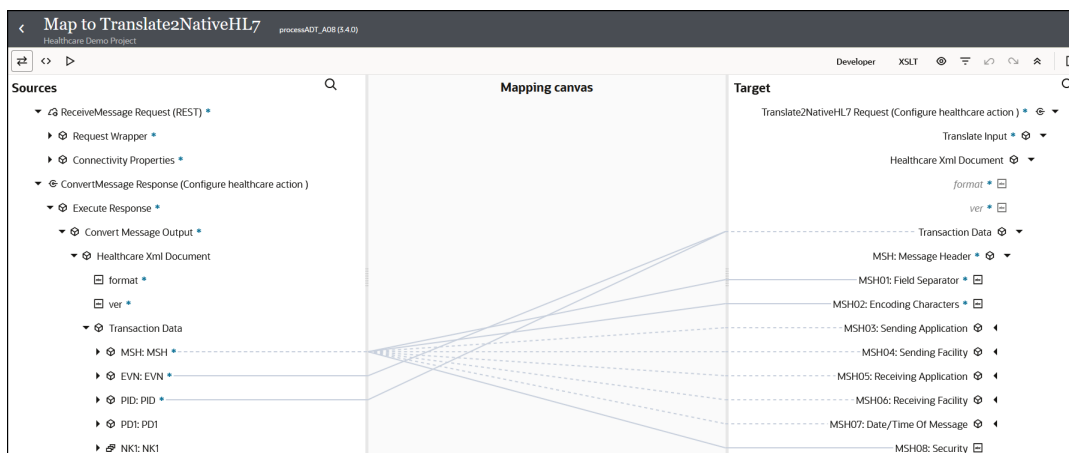 Map to Translate2NativeHL7 processADT_A08 (3.4.0)
Healthcare Demo Project
Developer XSLT
Sources
Mapping canvas
Target
ReceiveMessage Request (REST) *
Request Wrapper *
Connectivity Properties *
ConvertMessage Response (Configure healthcare action )
Execute Response *
Convert Message Output *
Healthcare Xml Document
format *
ver *
Transaction Data
MSH: MSH *
EVN: EVN *
PID: PID *
PD1: PD1
NK1: NK1
Translate2NativeHL7 Request (Configure healthcare action ) *
Translate Input *
Healthcare Xml Document
format *
ver *
Transaction Data
MSH: Message Header *
MSH01: Field Separator *
MSH02: Encoding Characters *
MSH03: Sending Application
MSH04: Sending Facility
MSH05: Receiving Application
MSH06: Receiving Facility
MSH07: Date/Time Of Message
MSH08: Security